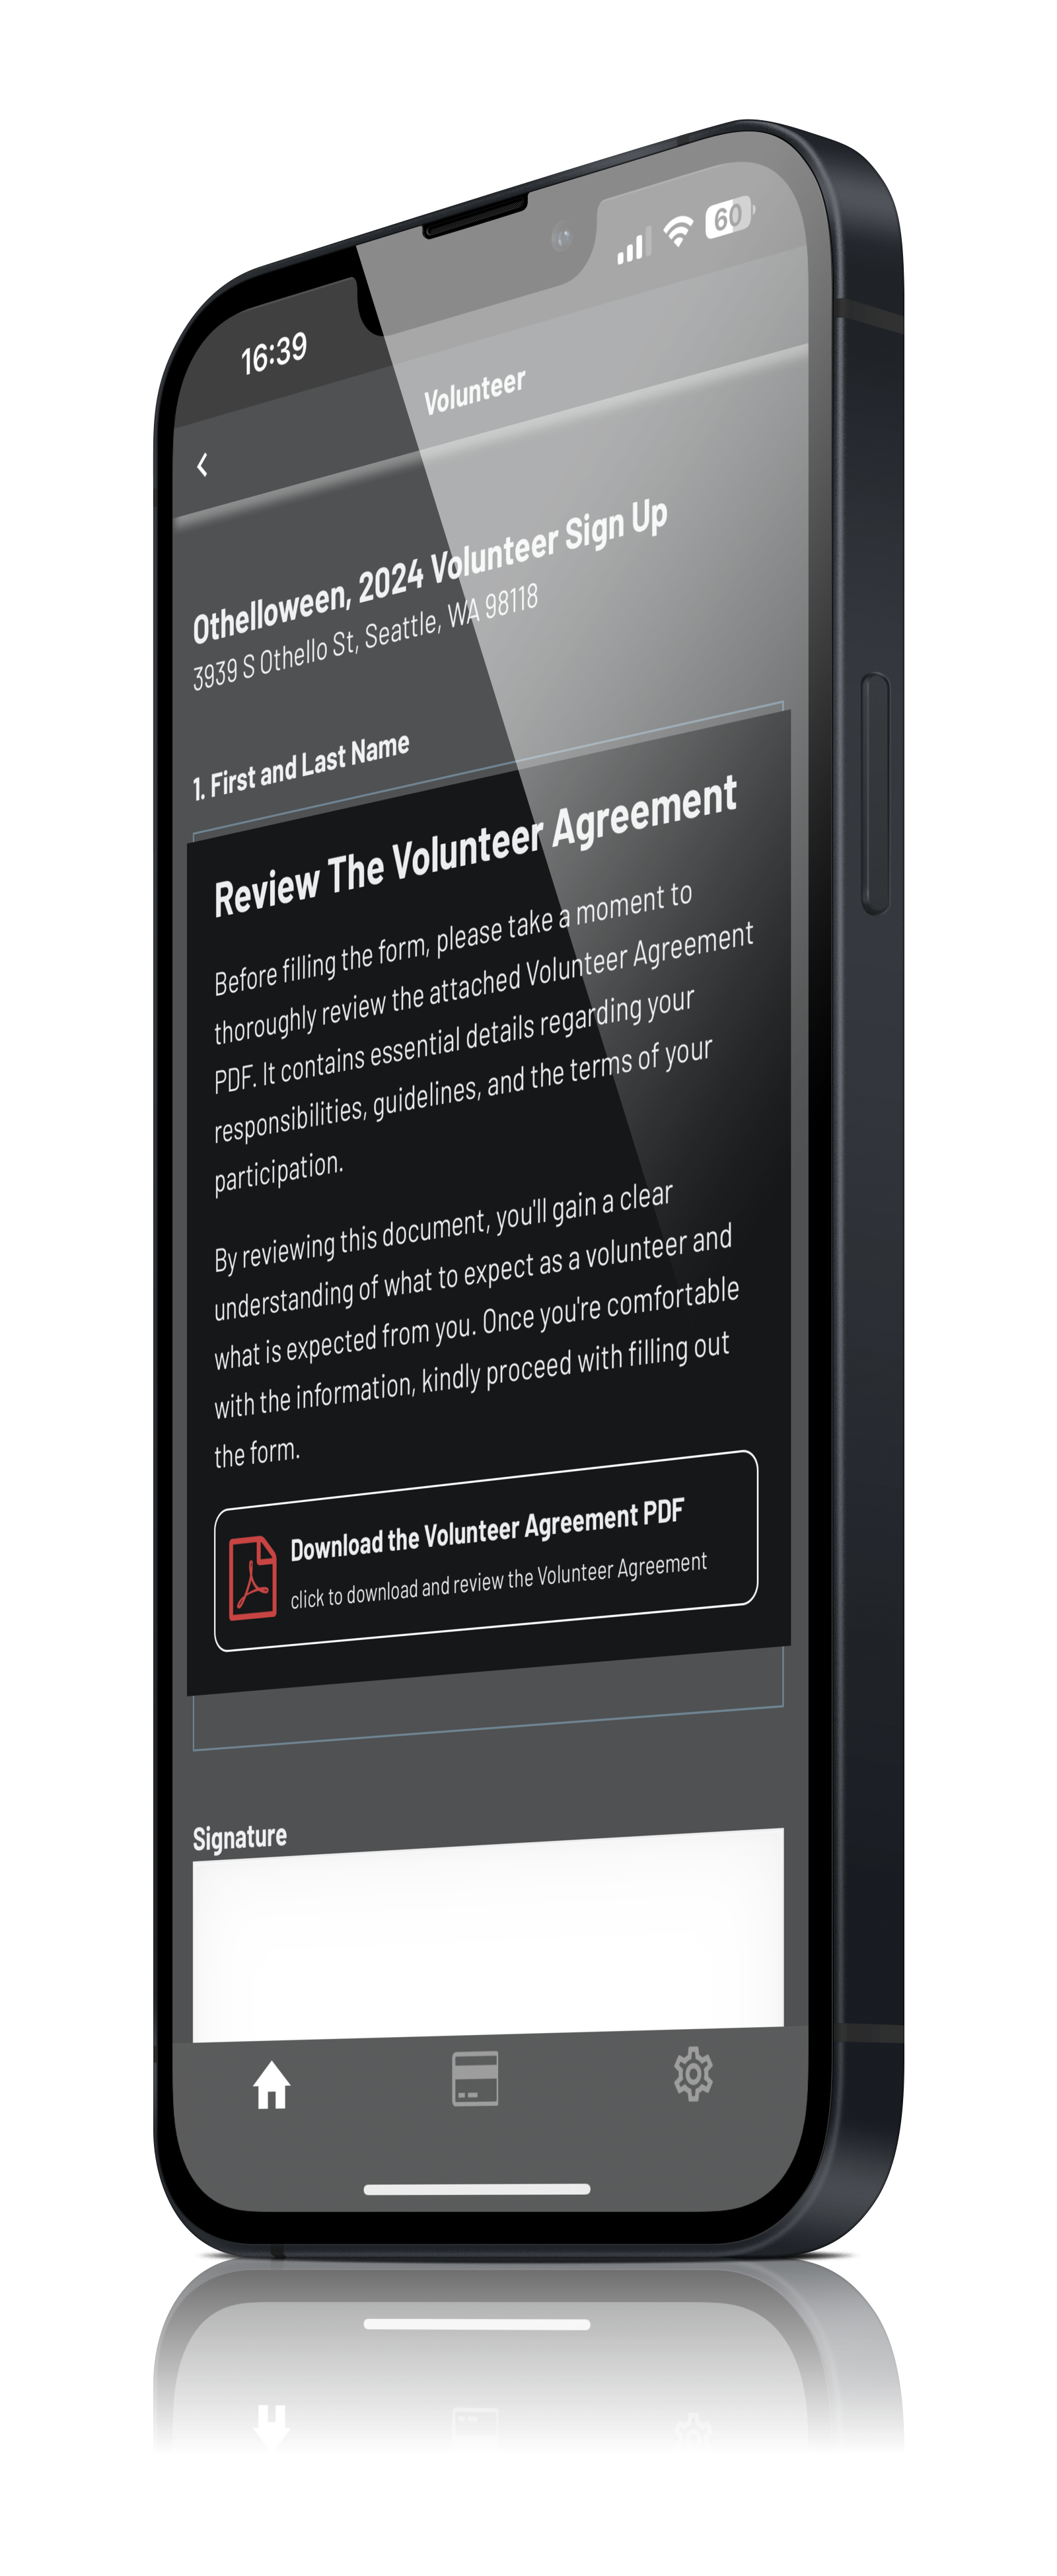 16:39
60
Volunteer
Othelloween, 2024 Volunteer Sign Up
3939 S Othello St, Seattle, WA 98118
1. First and Last Name
Review The Volunteer Agreement
Before filling the form, please take a moment to
thoroughly review the attached Volunteer Agreement
PDF. It contains essential details regarding your
responsibilities, guidelines, and the terms of your
participation.
By reviewing this document, you'll gain a clear
understanding of what to expect as a volunteer and
what is expected from you. Once you're comfortable
with the information, kindly proceed with filling out
the form.
Download the Volunteer Agreement PDF
click to download and review the Volunteer Agreement
Signature